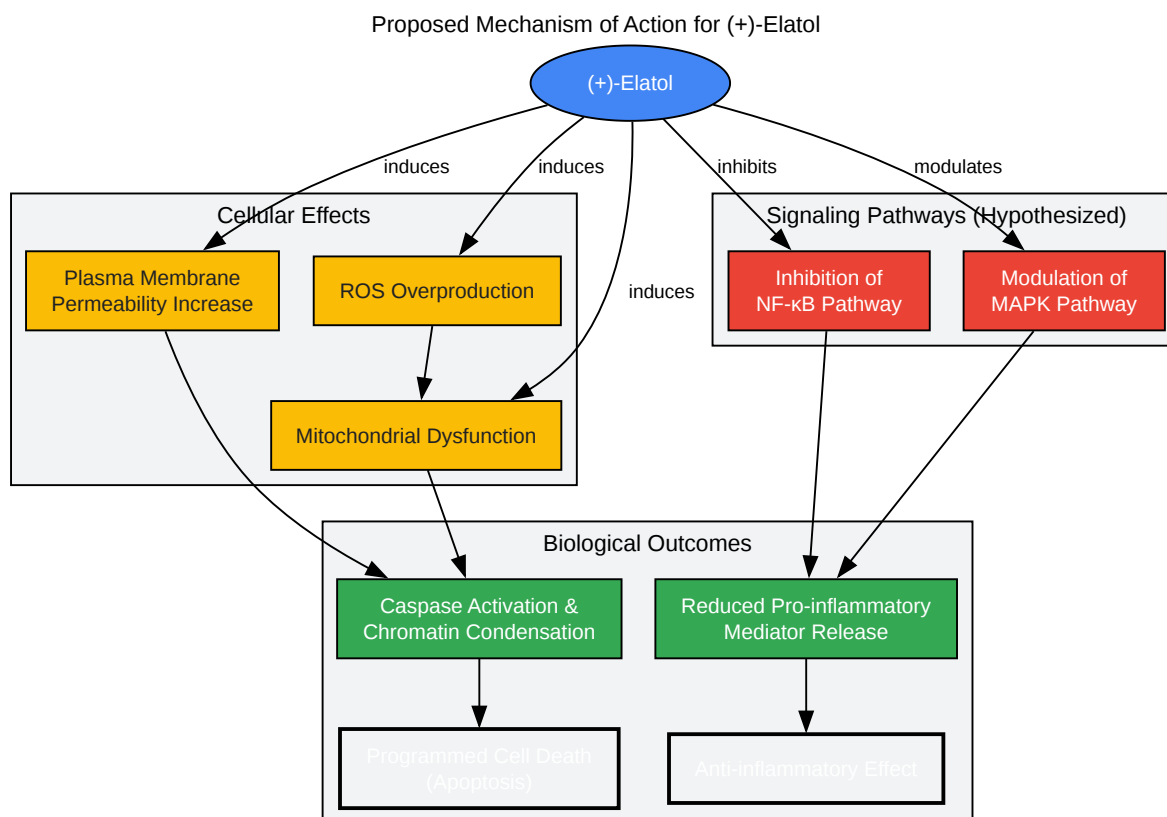 Proposed Mechanism of Action for (+)-Elatol
(+)-Elatol
induces
induces
inhibits
modulates
Cellular Effects
Signaling Pathways (Hypothesized)
Plasma Membrane
Permeability Increase
ROS Overproduction
induces
Inhibition of
NF-κB Pathway
Modulation of
MAPK Pathway
Mitochondrial Dysfunction
Biological Outcomes
Caspase Activation &
Chromatin Condensation
Reduced Pro-inflammatory
Mediator Release
Programmed Cell Death
(Apoptosis)
Anti-inflammatory Effect